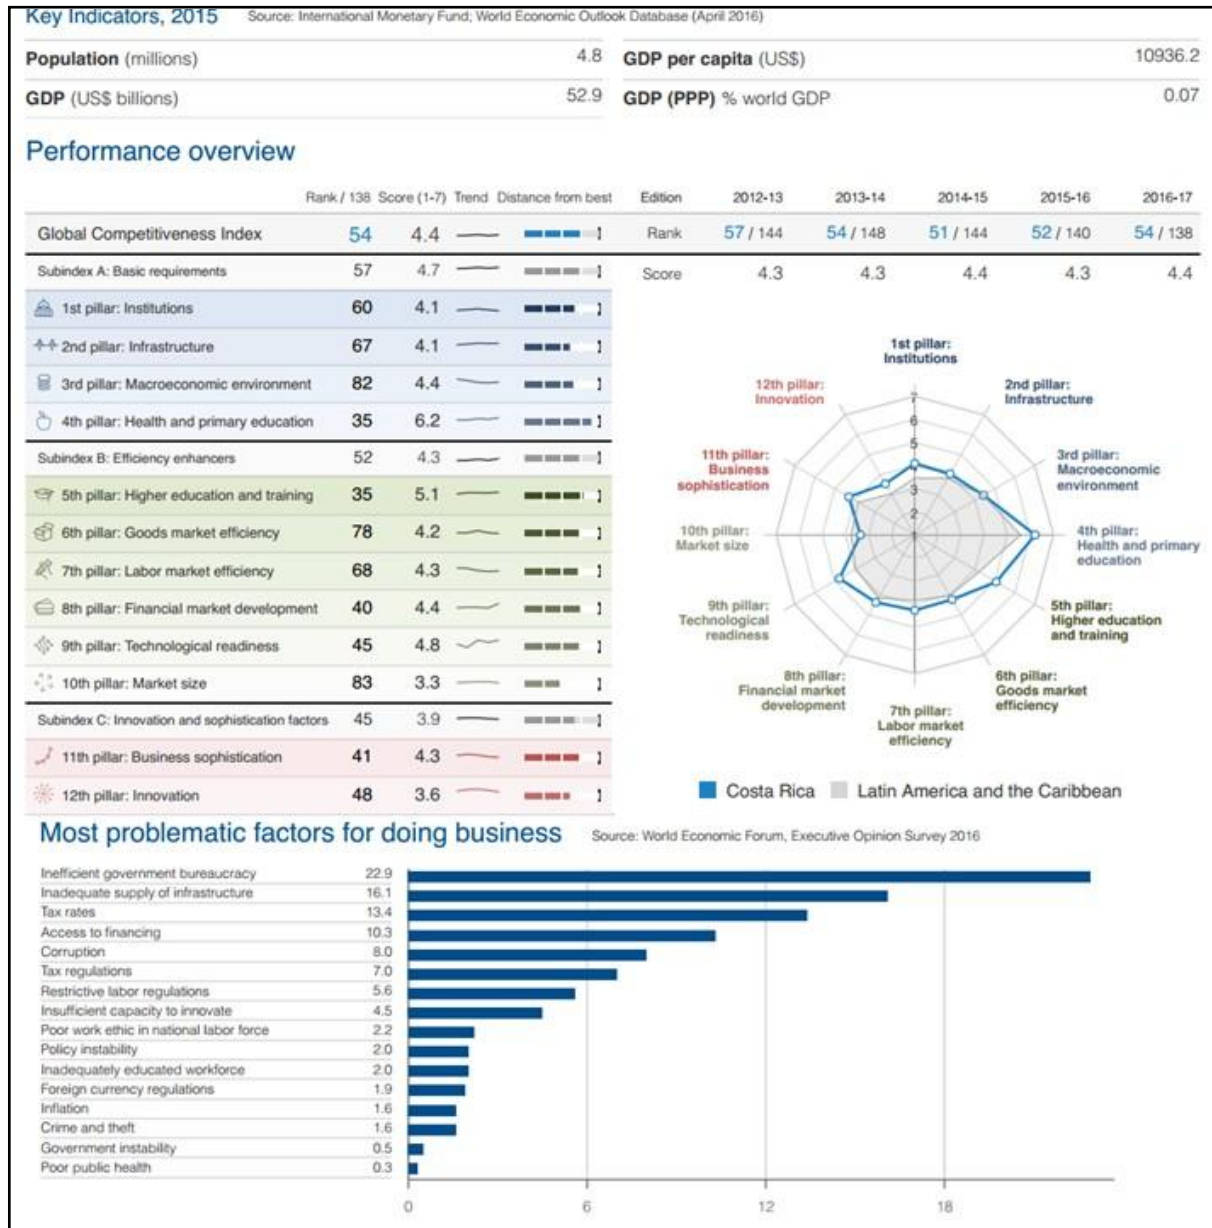 Key Indicators, 2015 Source: International Monetary Fund; World Economic Outlook Database (April 2016)
Population (millions) 4.8 GDP per capita (US$) 10936.2
GDP (US$ billions) 52.9 GDP (PPP) % world GDP 0.07
Performance overview
Rank / 138 Score (1-7) Trend Distance from best Edition 2012-13 2013-14 2014-15 2015-16 2016-17
Global Competitiveness Index 54 4.4 Rank 57 / 144 54 / 148 51 / 144 52 / 140 54 / 138
Subindex A: Basic requirements 57 4.7 Score 4.3 4.3 4.4 4.3 4.4
1st pillar: Institutions 60 4.1
2nd pillar: Infrastructure 67 4.1
3rd pillar: Macroeconomic environment 82 4.4
4th pillar: Health and primary education 35 6.2
Subindex B: Efficiency enhancers 52 4.3
5th pillar: Higher education and training 35 5.1
6th pillar: Goods market efficiency 78 4.2
7th pillar: Labor market efficiency 68 4.3
8th pillar: Financial market development 40 4.4
9th pillar: Technological readiness 45 4.8
10th pillar: Market size 83 3.3
Subindex C: Innovation and sophistication factors 45 3.9
11th pillar: Business sophistication 41 4.3
12th pillar: Innovation 48 3.6
1st pillar:
Institutions
2nd pillar:
Infrastructure
3rd pillar:
Macroeconomic
environment
4th pillar:
Health and primary
education
5th pillar:
Higher education
and training
6th pillar:
Goods market
efficiency
7th pillar:
Labor market
efficiency
8th pillar:
Financial market
development
9th pillar:
Technological
readiness
10th pillar:
Market size
11th pillar:
Business
sophistication
12th pillar:
Innovation
7
6
5
3
2
1
Costa Rica Latin America and the Caribbean
Most problematic factors for doing business Source: World Economic Forum, Executive Opinion Survey 2016
Inefficient government bureaucracy 22.9
Inadequate supply of infrastructure 16.1
Tax rates 13.4
Access to financing 10.3
Corruption 8.0
Tax regulations 7.0
Restrictive labor regulations 5.6
Insufficient capacity to innovate 4.5
Poor work ethic in national labor force 2.2
Policy instability 2.0
Inadequately educated workforce 2.0
Foreign currency regulations 1.9
Inflation 1.6
Crime and theft 1.6
Government instability 0.5
Poor public health 0.3
0 6 12 18